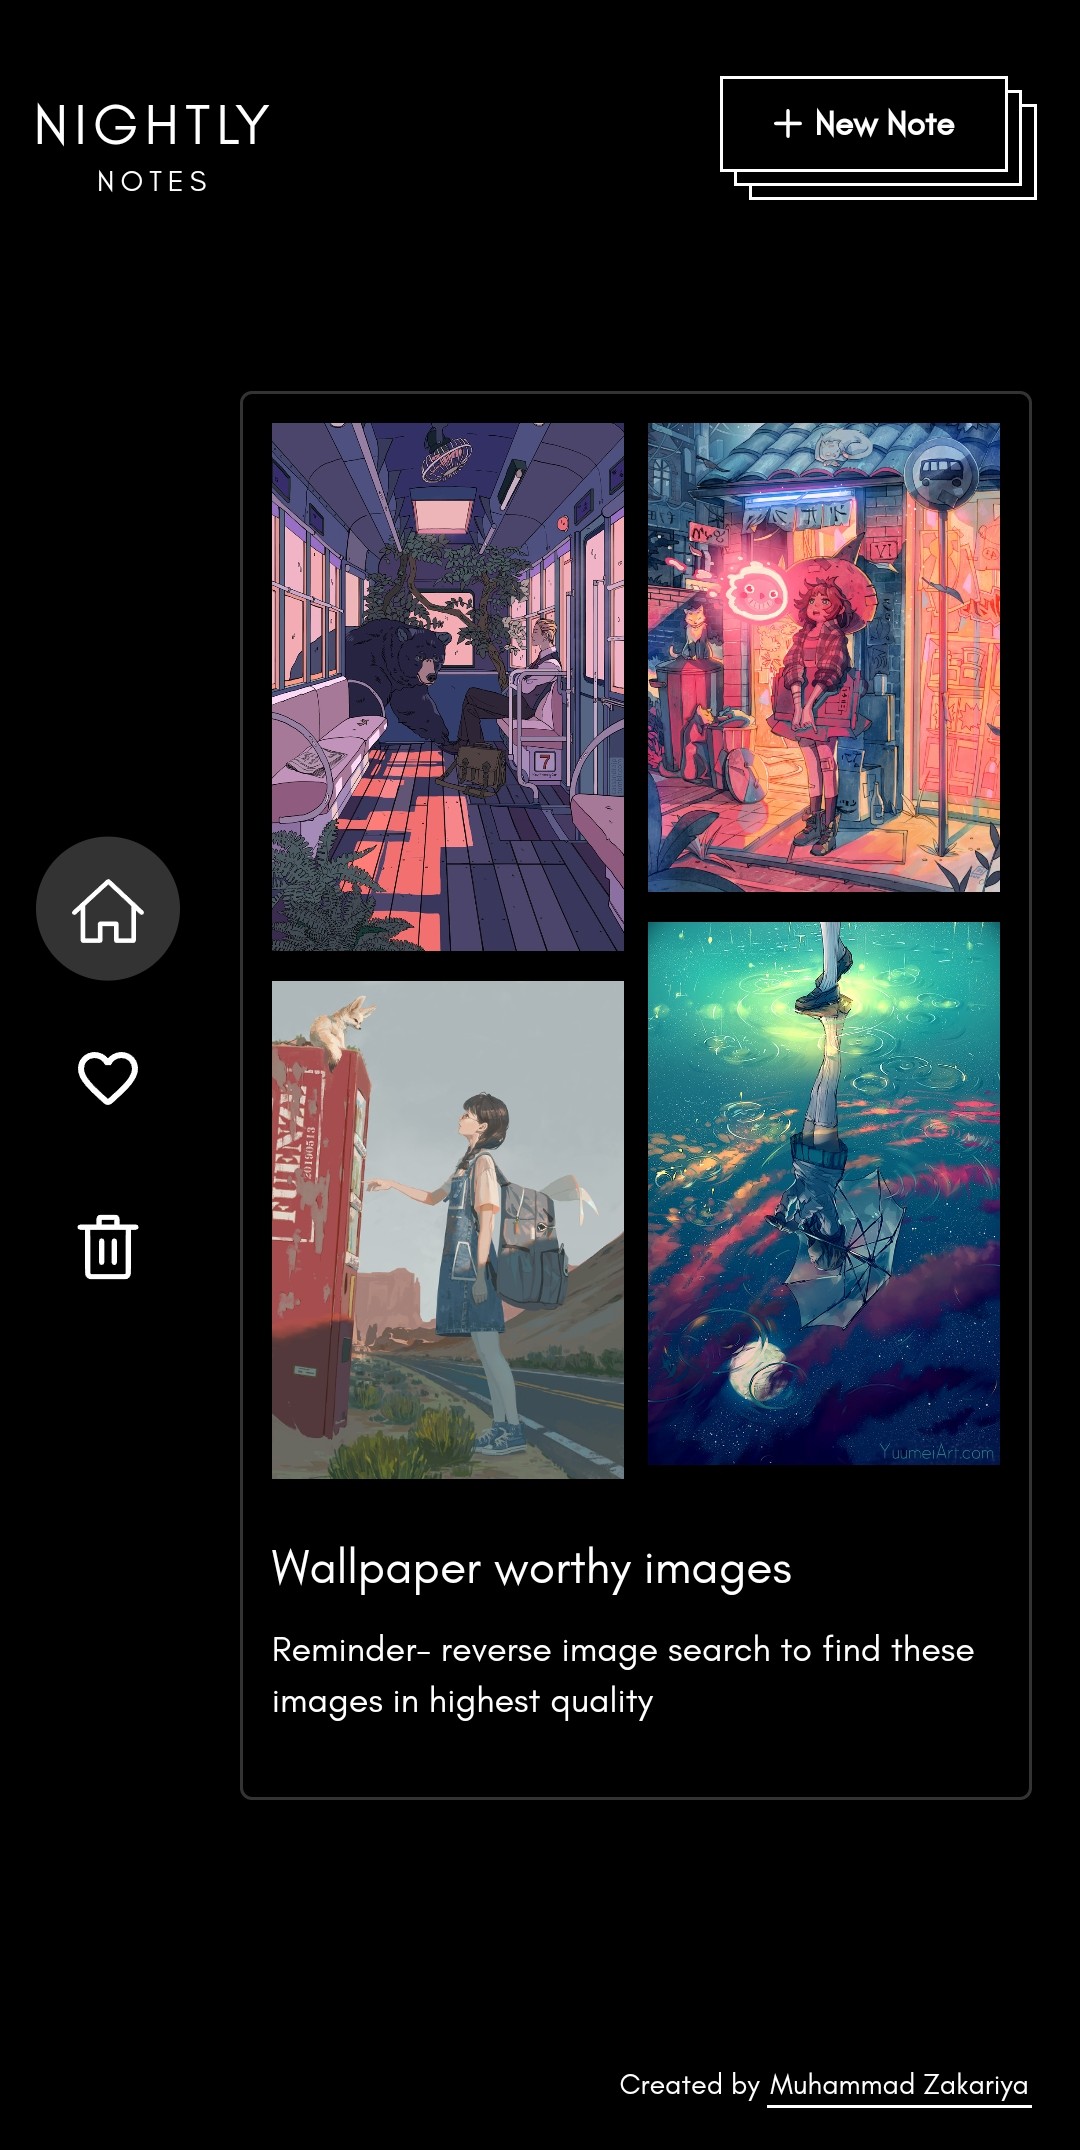 NIGHTLY
NOTES
New Note
7
20190513
YuumeiArt.com
Wallpaper worthy images
Reminder- reverse image search to find these
images in highest quality
Created by Muhammad Zakariya